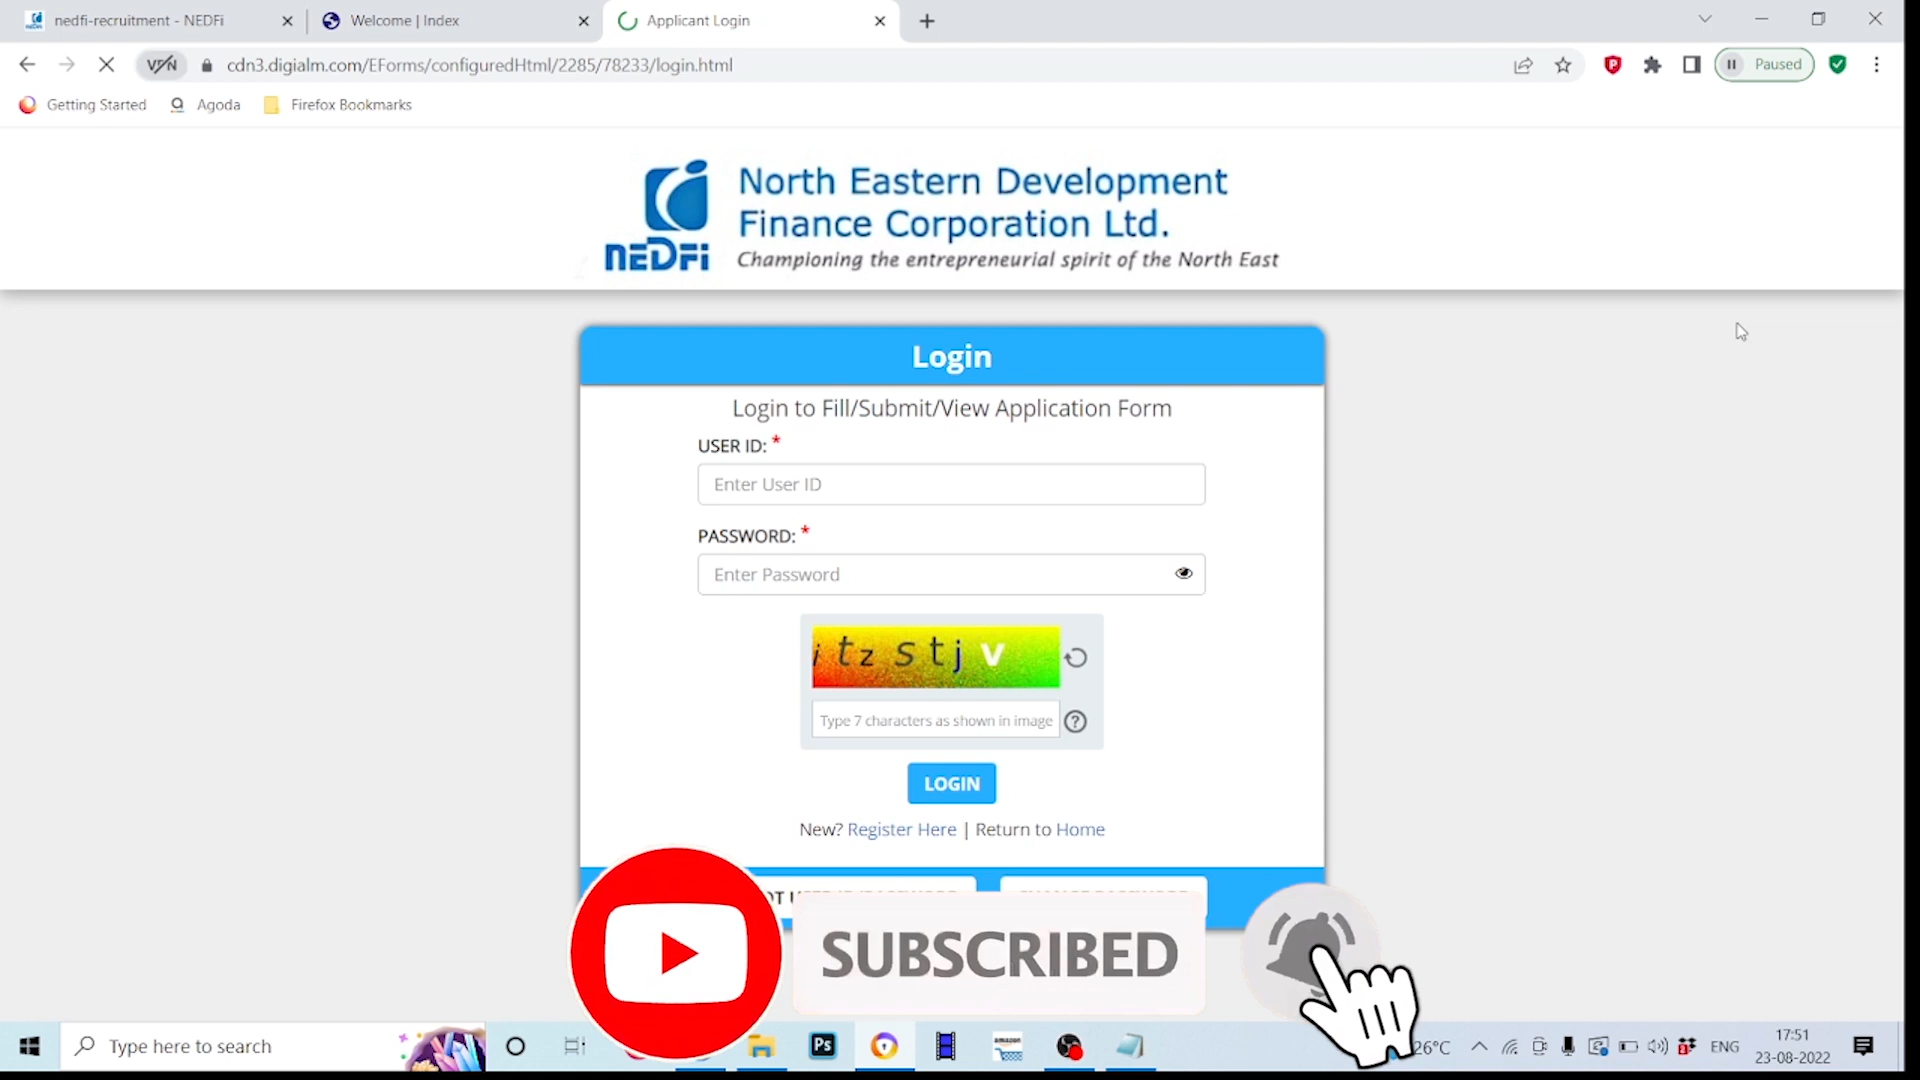 nedfi-recruitment - NEDFi
Welcome | Index
Applicant Login
VPN
cdn3.digialm.com/EForms/configuredHtml/2285/78233/login.html
Paused
Getting Started
Agoda
Firefox Bookmarks
NEDFi
North Eastern Development
Finance Corporation Ltd.
Championing the entrepreneurial spirit of the North East
Login
Login to Fill/Submit/View Application Form
USER ID: *
Enter User ID
PASSWORD: *
Enter Password
itzstjv
Type 7 characters as shown in image
LOGIN
New? Register Here | Return to Home
SUBSCRIBED
Type here to search
Ps
amazon
26°C
ENG
17:51
23-08-2022